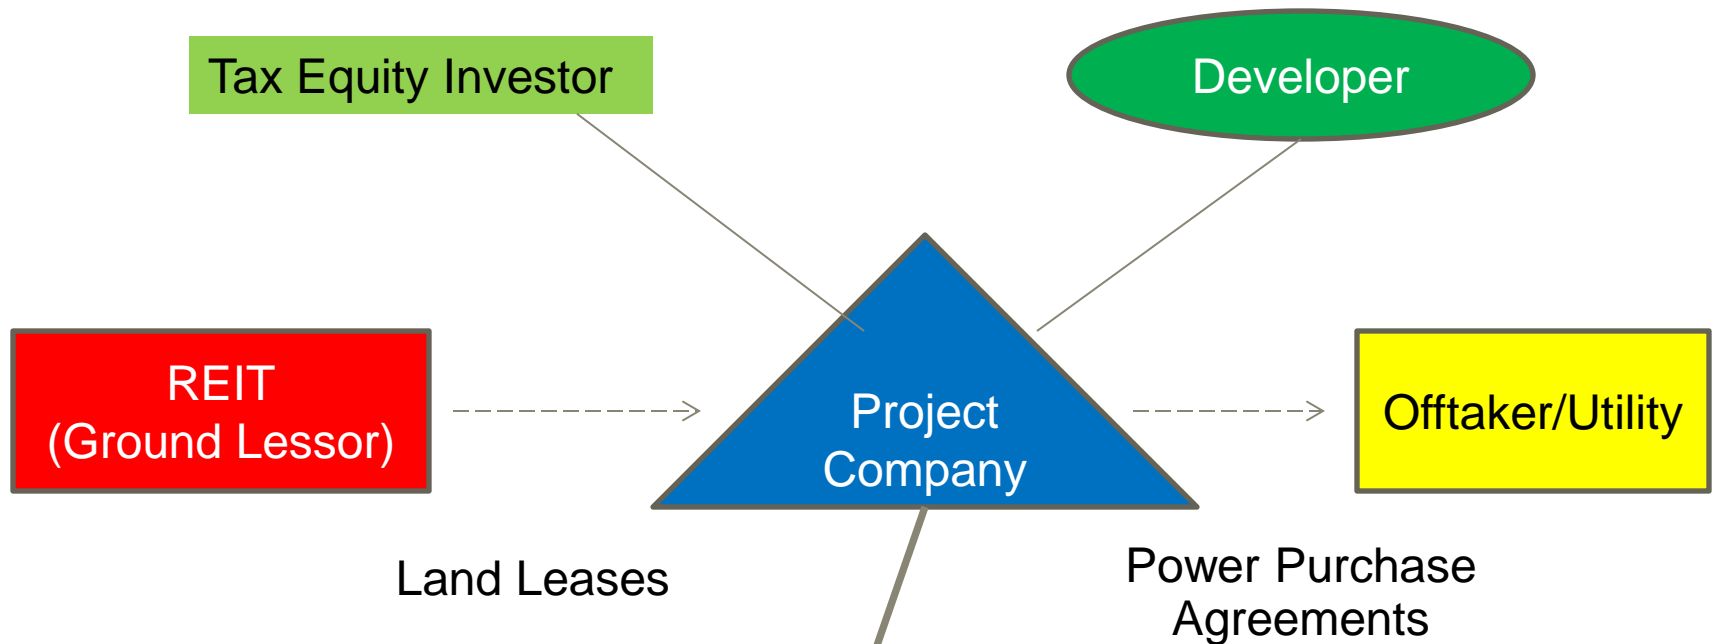 Tax Equity Investor
Developer
REIT
(Ground Lessor)
Project
Company
Offtaker/Utility
Land Leases
Power Purchase
Agreements